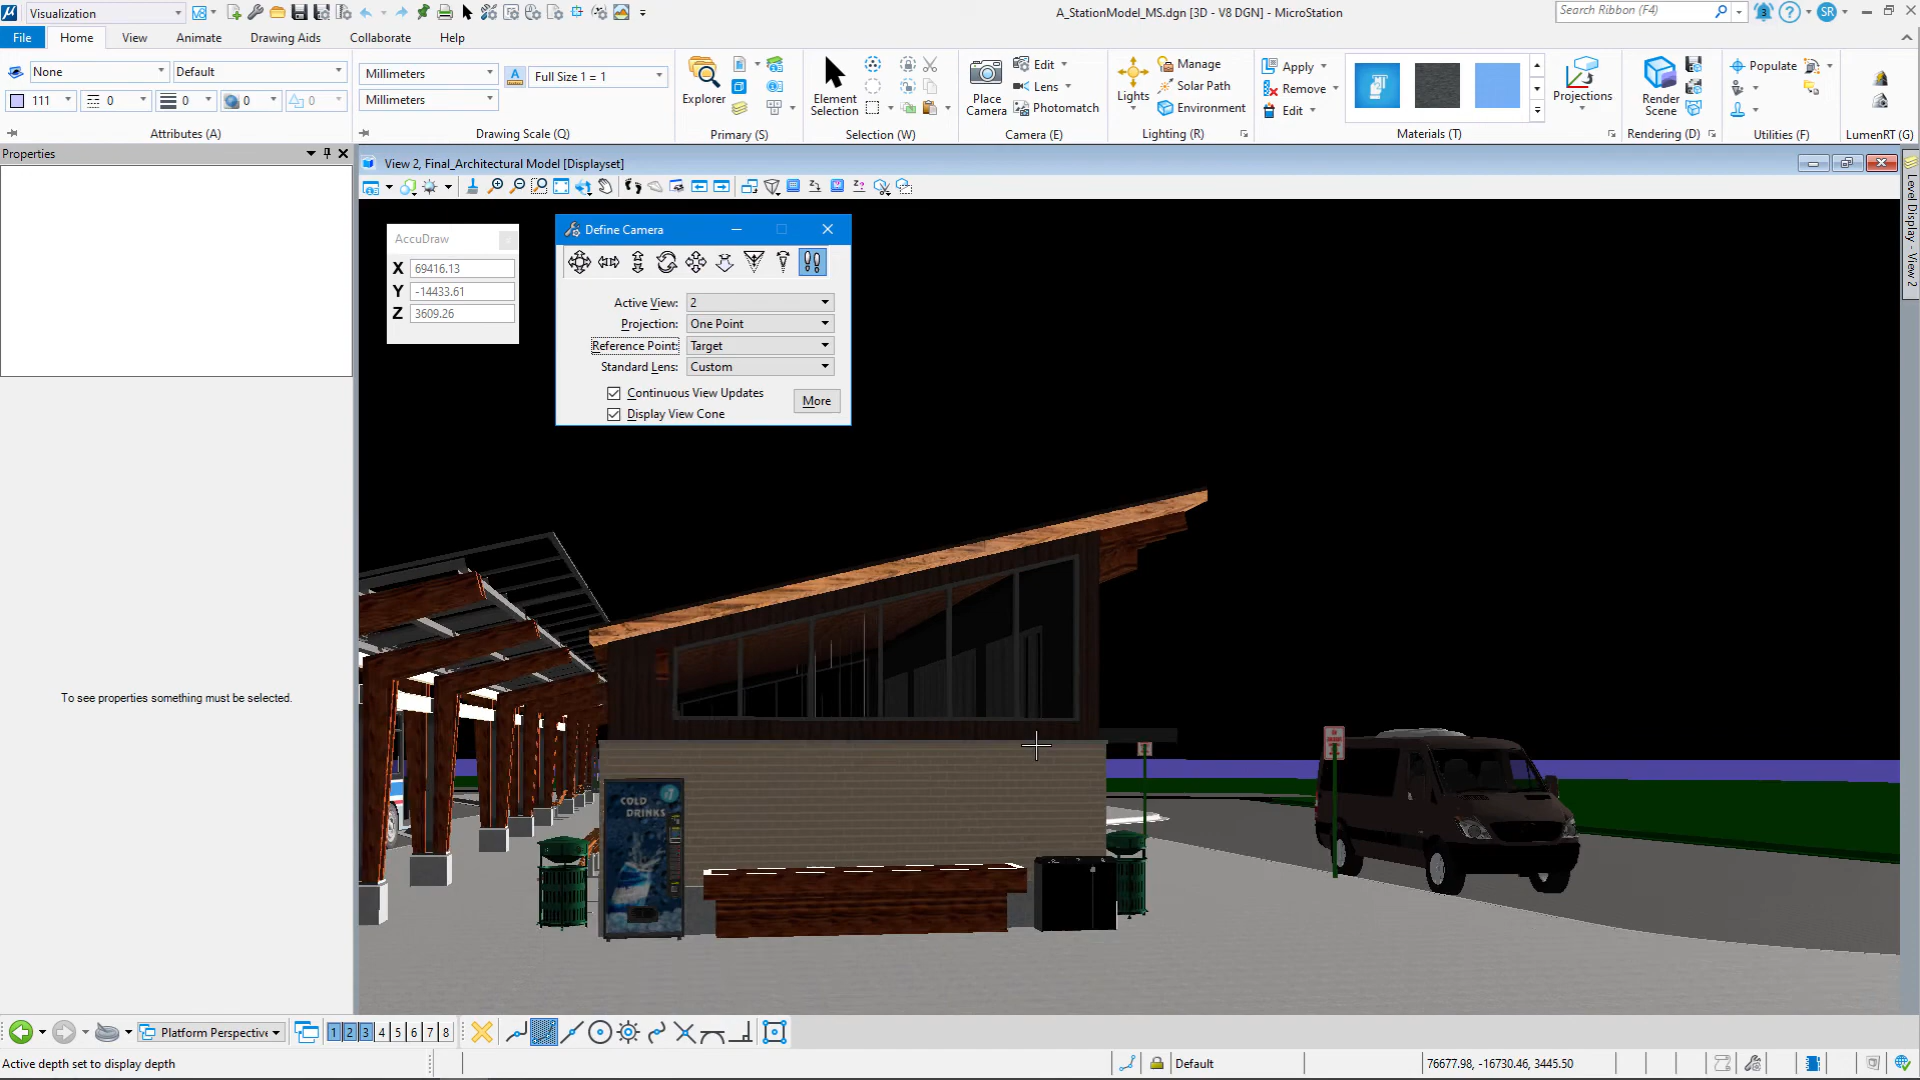 Visualization
A_StationModel_MS.dgn [3D - V8 DGN] - MicroStation
Search Ribbon (F4)
SR
File
Home
View
Animate
Drawing Aids
Collaborate
Help
None
Default
111
0
0
0
0
Attributes (A)
Millimeters
Full Size 1 = 1
Millimeters
Drawing Scale (Q)
Explorer
Primary (S)
Element
Selection
Selection (W)
Place
Camera
Edit
Lens
Photomatch
Camera (E)
Lights
Manage
Solar Path
Environment
Lighting (R)
Apply
Remove
Edit
Materials (T)
Projections
Render
Scene
Rendering (D)
Populate
Utilities (F)
LumenRT (G)
Properties
To see properties something must be selected.
View 2, Final_Architectural Model [Displayset]
Level Display - View 2
AccuDraw
X 69416.13
Y -14433.61
Z 3609.26
Define Camera
Active View: 2
Projection: One Point
Reference Point: Target
Standard Lens: Custom
Continuous View Updates
Display View Cone
More
COLD
DRINKS
Platform Perspective
1 2 3 4 5 6 7 8
Active depth set to display depth
Default
76677.98, -16730.46, 3445.50